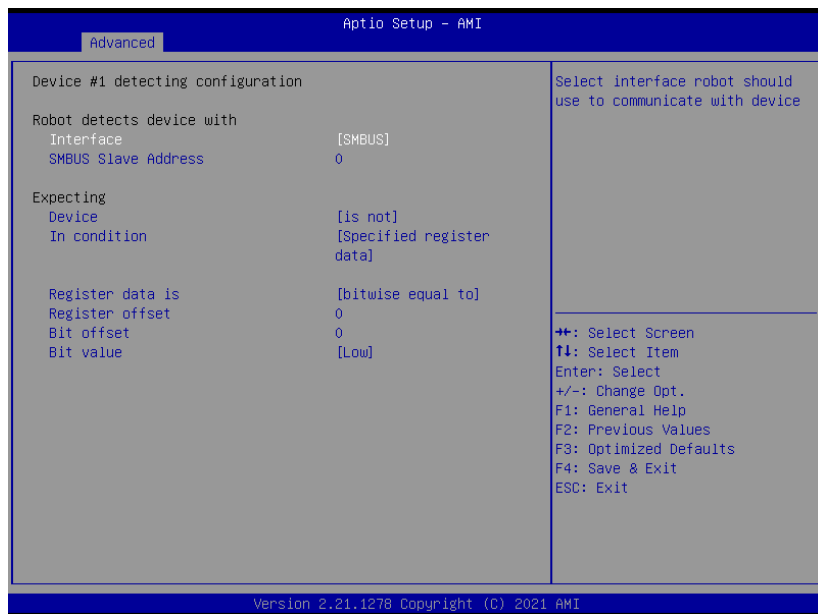 Aptio Setup – AMI
Advanced
Device #1 detecting configuration
Robot detects device with
Interface [SMBUS]
SMBUS Slave Address 0
Expecting
Device [is not]
In condition [Specified register
data]
Register data is [bitwise equal to]
Register offset 0
Bit offset 0
Bit value [Low]
Select interface robot should
use to communicate with device
→←: Select Screen
↑↓: Select Item
Enter: Select
+/-: Change Opt.
F1: General Help
F2: Previous Values
F3: Optimized Defaults
F4: Save & Exit
ESC: Exit
Version 2.21.1278 Copyright (C) 2021 AMI